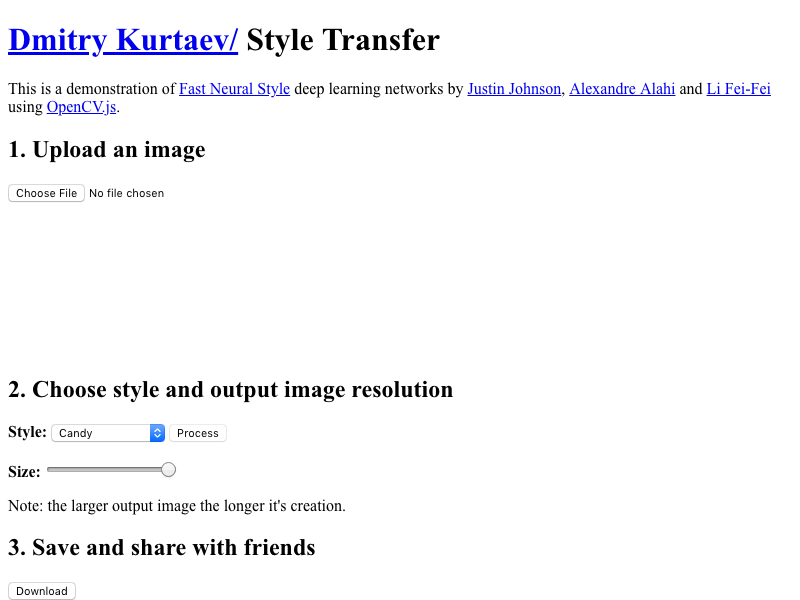 Dmitry Kurtaev/ Style Transfer
This is a demonstration of Fast Neural Style deep learning networks by Justin Johnson, Alexandre Alahi and Li Fei-Fei
using OpenCV.js.
1. Upload an image
Choose File No file chosen
2. Choose style and output image resolution
Style: Candy Process
Size:
Note: the larger output image the longer it's creation.
3. Save and share with friends
Download